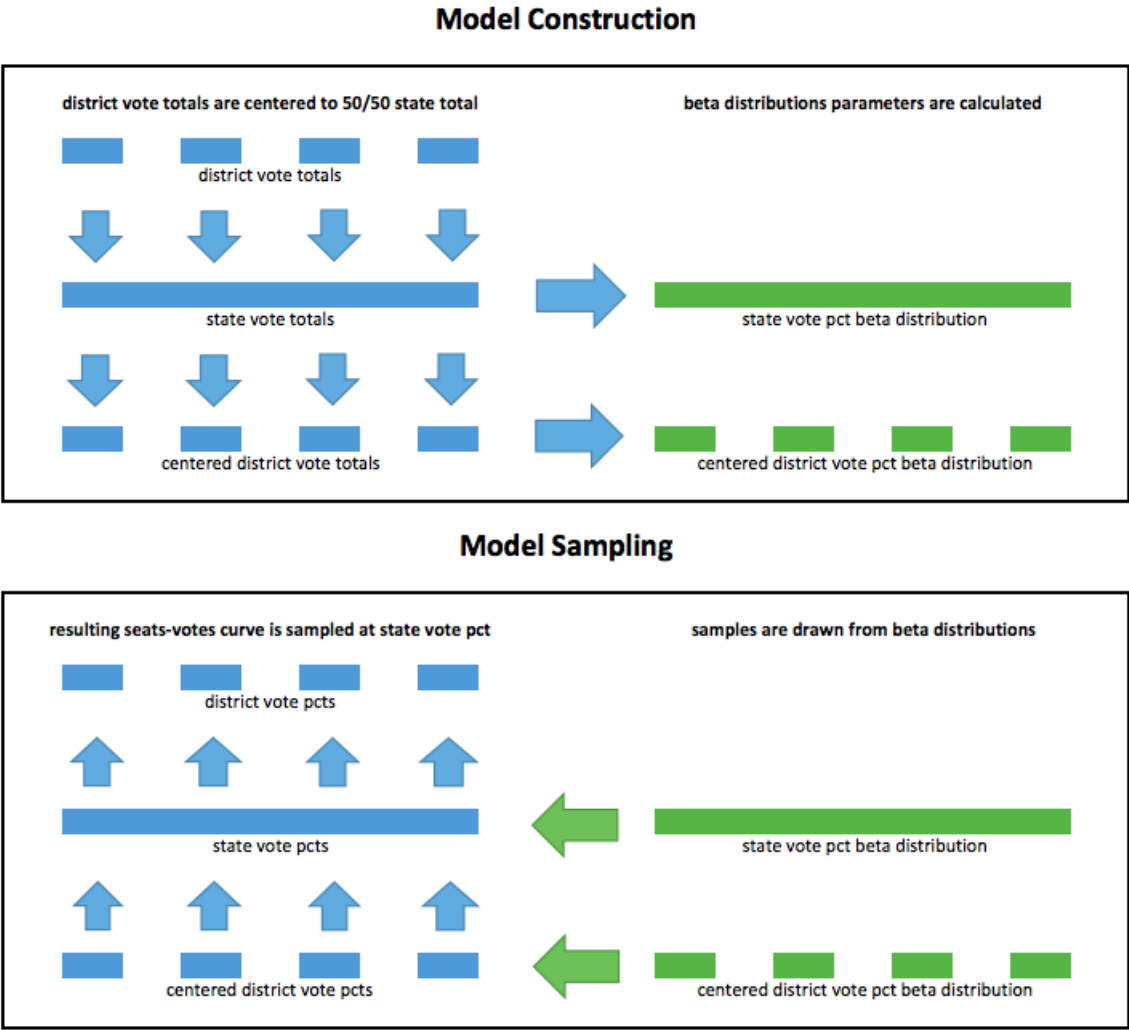 Model Construction
district vote totals are centered to 50/50 state total
beta distributions parameters are calculated
district vote totals
state vote totals
state vote pct beta distribution
centered district vote totals
centered district vote pct beta distribution
Model Sampling
resulting seats-votes curve is sampled at state vote pct
samples are drawn from beta distributions
district vote pcts
state vote pcts
state vote pct beta distribution
centered district vote pcts
centered district vote pct beta distribution